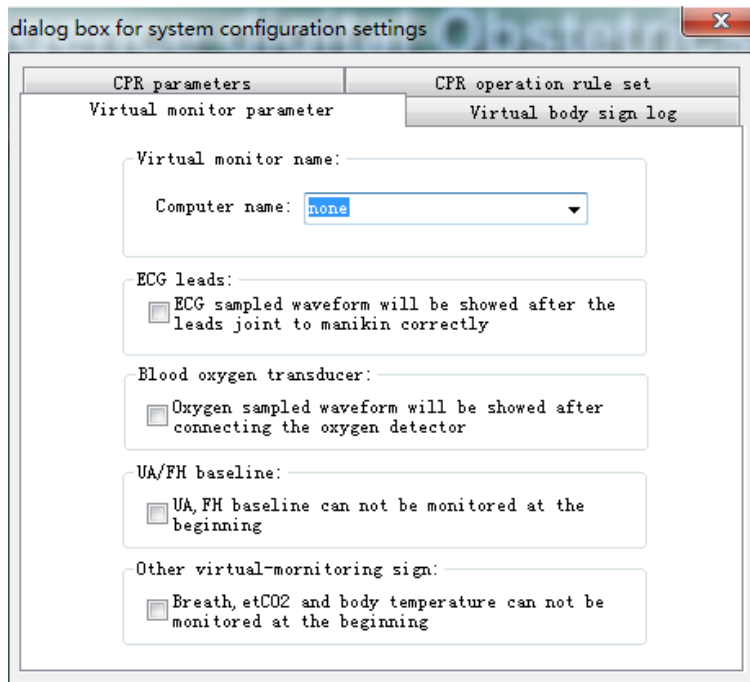 dialog box for system configuration settings
x
CPR parameters
CPR operation rule set
Virtual monitor parameter
Virtual body sign log
Virtual monitor name:
Computer name:
none
ECG leads:
ECG sampled waveform will be showed after the
leads joint to manikin correctly
Blood oxygen transducer:
Oxygen sampled waveform will be showed after
connecting the oxygen detector
UA/FH baseline:
UA,FH baseline can not be monitored at the
beginning
Other virtual-mornitoring sign:
Breath,etCO2 and body temperature can not be
monitored at the beginning